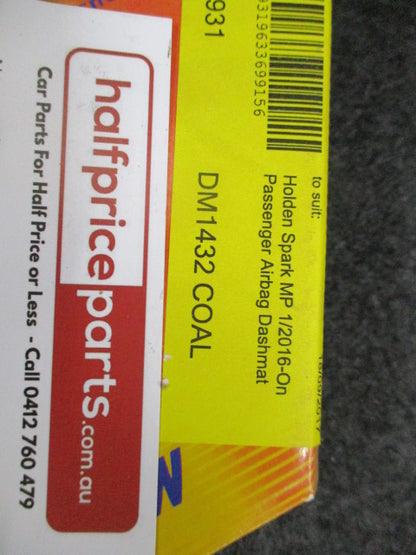 9319633699156
931
to suit:
Holden Spark MP 1/2016-On
Passenger Airbag Dashmat
DM1432 COAL
halfpriceparts.com.au
Car Parts For Half Price or Less - Call 0412 760 479